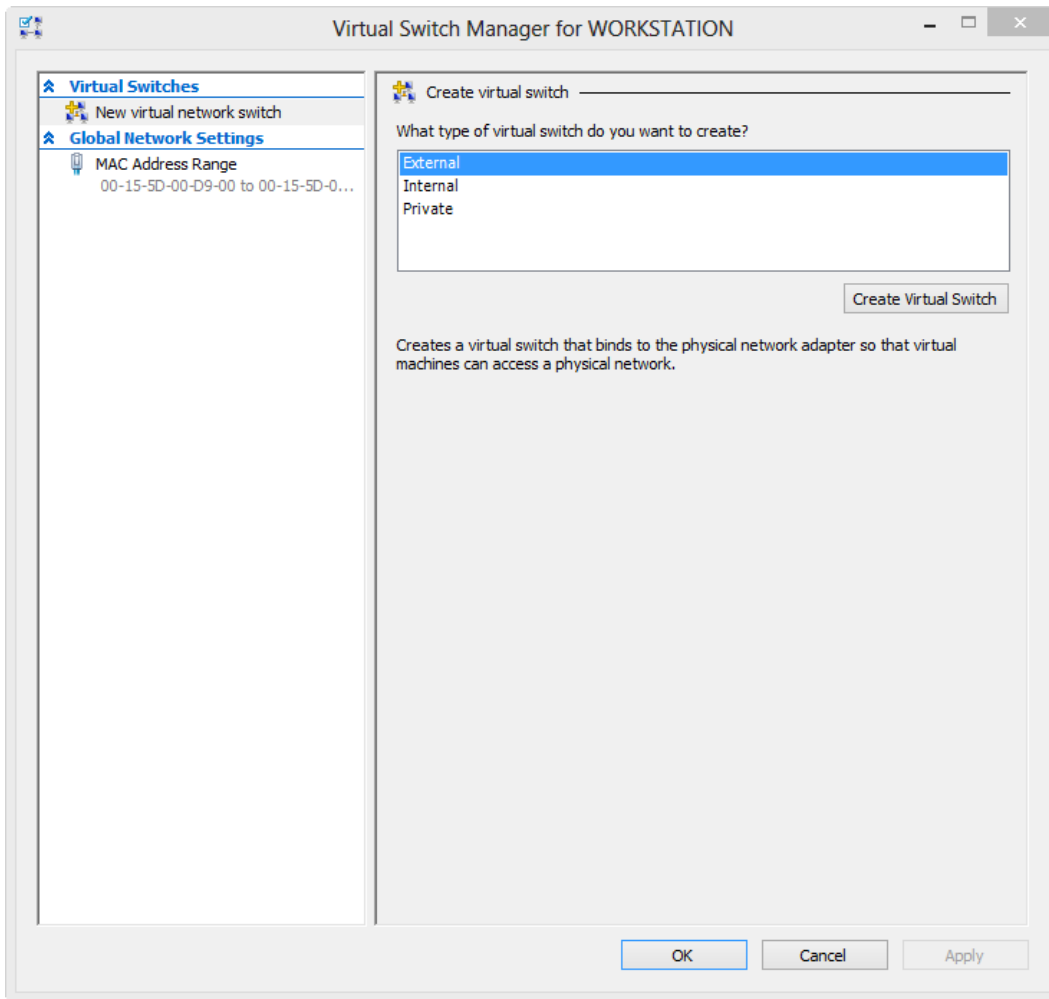 Virtual Switch Manager for WORKSTATION
Virtual Switches
New virtual network switch
Global Network Settings
MAC Address Range
00-15-5D-00-D9-00 to 00-15-5D-0...
Create virtual switch
What type of virtual switch do you want to create?
External
Internal
Private
Create Virtual Switch
Creates a virtual switch that binds to the physical network adapter so that virtual
machines can access a physical network.
OK
Cancel
Apply